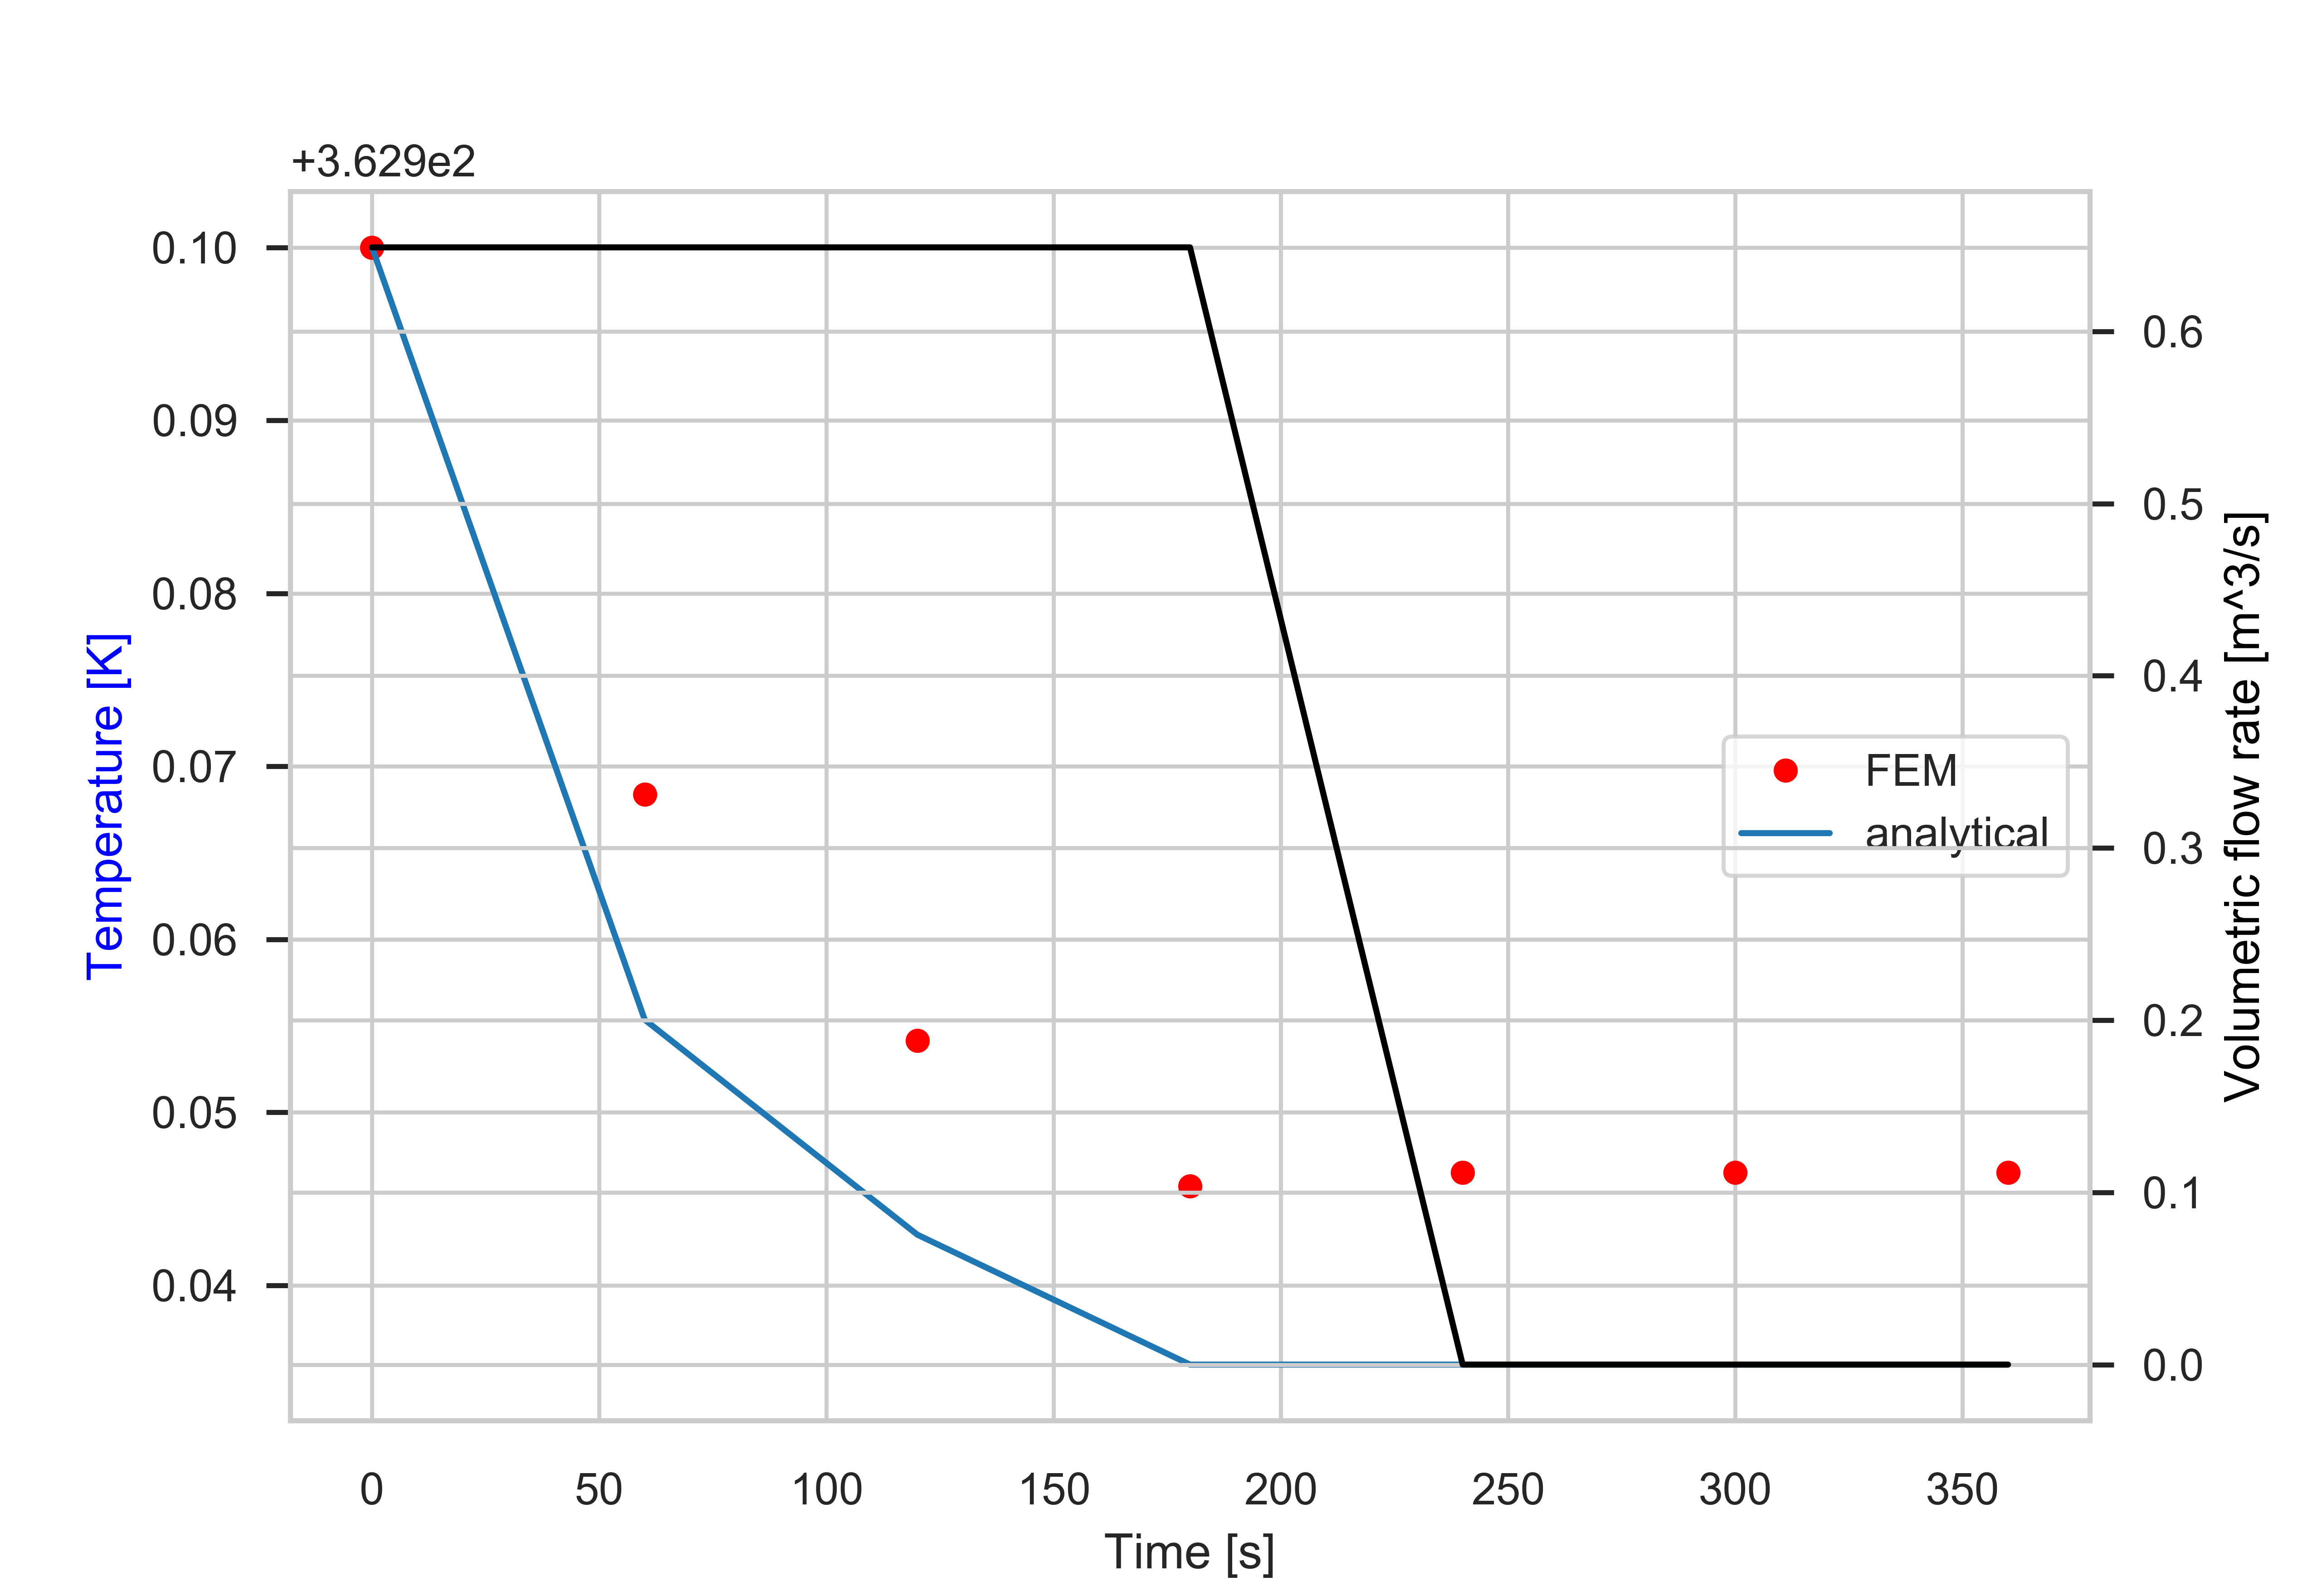 +3.629e2
0.10
0.09
0.08
0.07
0.06
0.05
0.04
Temperature [K]
0.6
0.5
0.4
0.3
0.2
0.1
0.0
Volumetric flow rate [m^3/s]
FEM
analytical
0 50 100 150 200 250 300 350
Time [s]